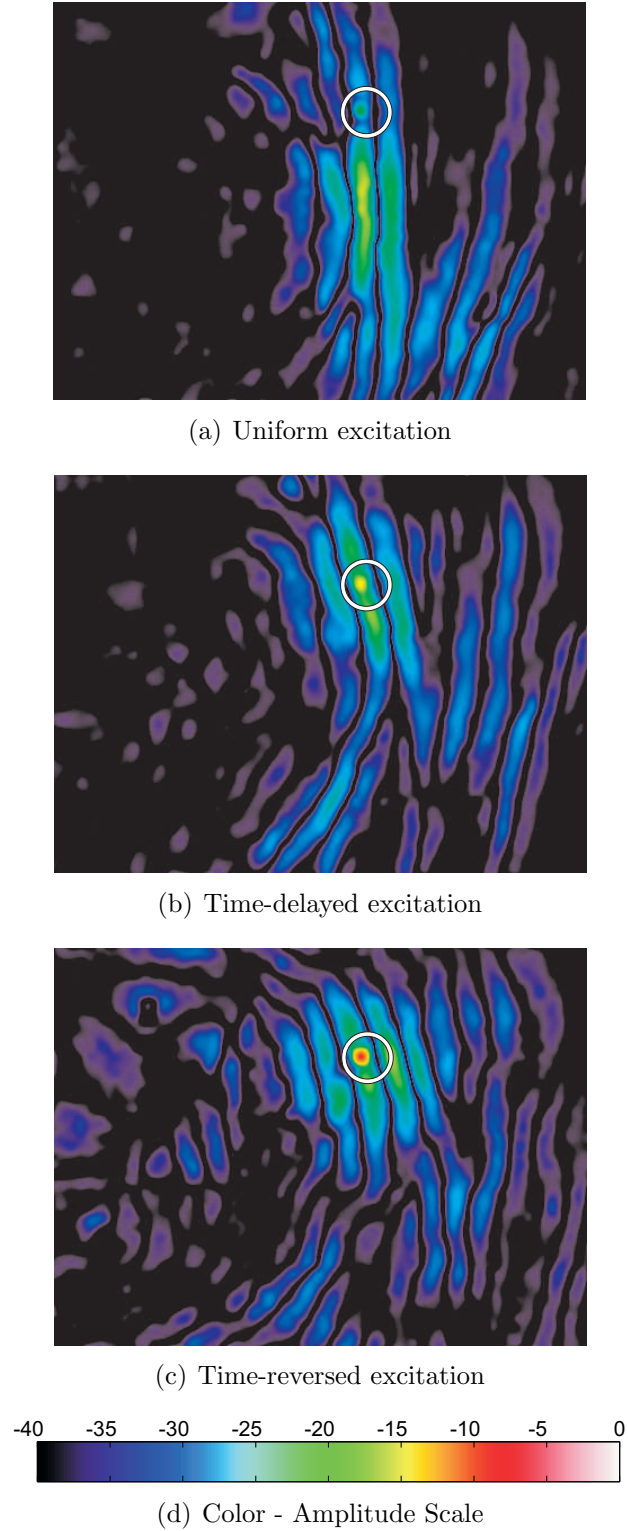 (a) Uniform excitation
(b) Time-delayed excitation
(c) Time-reversed excitation
-40 -35 -30 -25 -20 -15 -10 -5 0
(d) Color - Amplitude Scale